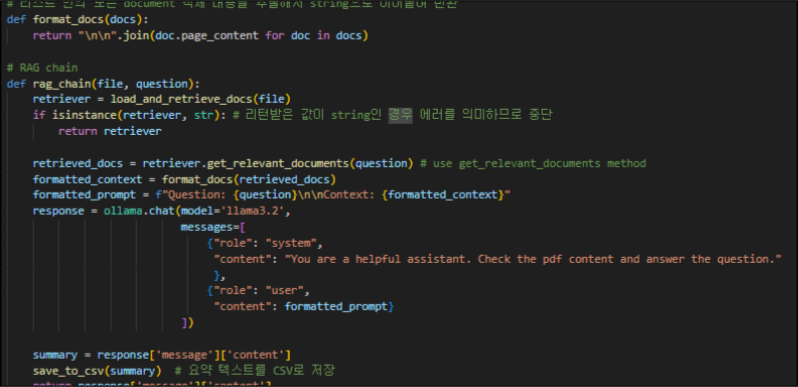 # 리스트 안의 모든 document 객체 내용을 추출해서 string으로 이어붙여 반환
def format_docs(docs):
    return "\n\n".join(doc.page_content for doc in docs)

# RAG chain
def rag_chain(file, question):
    retriever = load_and_retrieve_docs(file)
    if isinstance(retriever, str): # 리턴받은 값이 string인 경우 에러를 의미하므로 중단
        return retriever

    retrieved_docs = retriever.get_relevant_documents(question) # use get_relevant_documents method
    formatted_context = format_docs(retrieved_docs)
    formatted_prompt = f"Question: {question}\n\nContext: {formatted_context}"
    response = ollama.chat(model='llama3.2',
                           messages=[
                               {"role": "system",
                                "content": "You are a helpful assistant. Check the pdf content and answer the question."
                                },
                               {"role": "user",
                                "content": formatted_prompt}
                           ])

    summary = response['message']['content']
    save_to_csv(summary)  # 요약 텍스트를 CSV로 저장
    return response['message']['content']